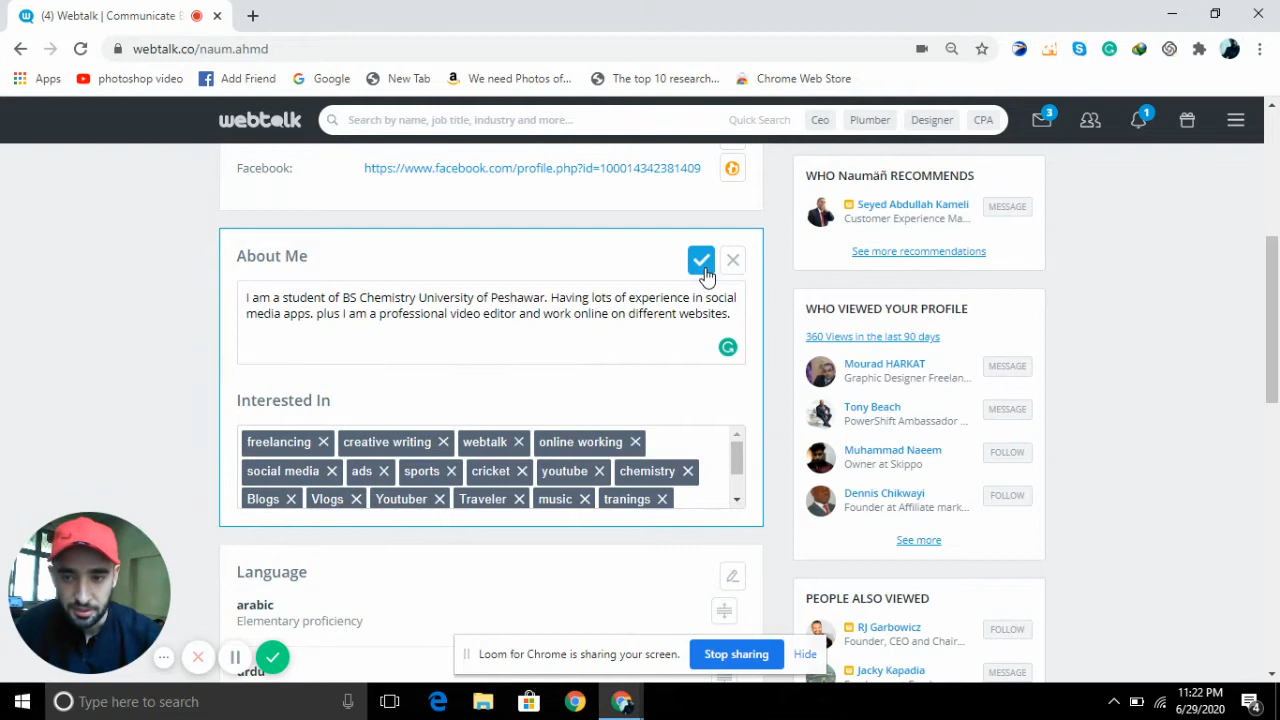 (4) Webtalk | Communicate B
webtalk.co/naum.ahmd
Apps
photoshop video
Add Friend
Google
New Tab
We need Photos of...
The top 10 research...
Chrome Web Store
webtalk
Search by name, job title, industry and more...
Quick Search
Ceo
Plumber
Designer
CPA
3
1
Facebook:
https://www.facebook.com/profile.php?id=100014342381409
About Me
I am a student of BS Chemistry University of Peshawar. Having lots of experience in social
media apps. plus I am a professional video editor and work online on different websites.
Interested In
freelancing
creative writing
webtalk
online working
social media
ads
sports
cricket
youtube
chemistry
Blogs
Vlogs
Youtuber
Traveler
music
tranings
Language
arabic
Elementary proficiency
urdu
WHO Naumäñ RECOMMENDS
Seyed Abdullah Kameli
MESSAGE
Customer Experience Ma...
See more recommendations
WHO VIEWED YOUR PROFILE
360 Views in the last 90 days
Mourad HARKAT
MESSAGE
Graphic Designer Freelan...
Tony Beach
MESSAGE
PowerShift Ambassador ...
Muhammad Naeem
FOLLOW
Owner at Skippo
Dennis Chikwayi
FOLLOW
Founder at Affiliate mark...
See more
PEOPLE ALSO VIEWED
RJ Garbowicz
FOLLOW
Founder, CEO and Chair...
Jacky Kapadia
MESSAGE
Loom for Chrome is sharing your screen.
Stop sharing
Hide
Type here to search
11:22 PM
6/29/2020
4